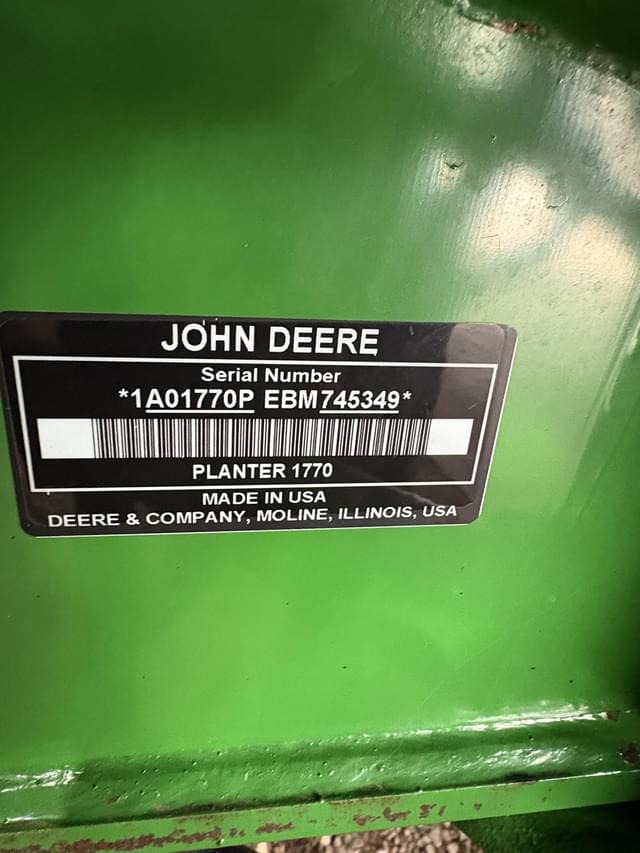 JOHN DEERE
Serial Number
*1A01770P EBM745349*
PLANTER 1770
MADE IN USA
DEERE & COMPANY, MOLINE, ILLINOIS, USA